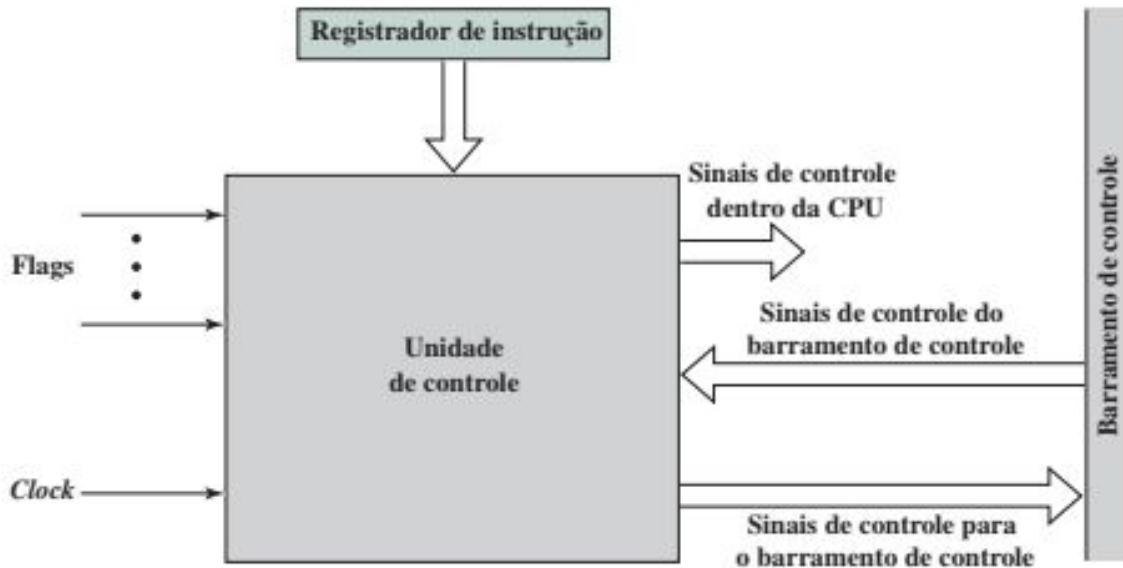 Registrador de instrução
Sinais de controle
dentro da CPU
Flags
Sinais de controle do
barramento de controle
Unidade
de controle
Clock
Sinais de controle para
o barramento de controle
Barramento de controle